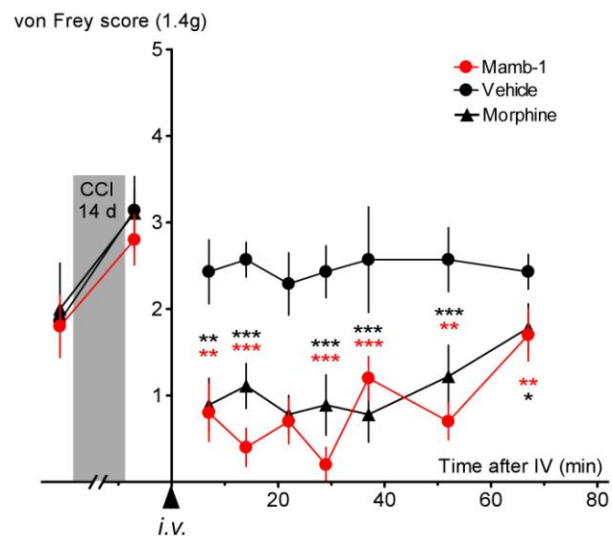 von Frey score (1.4g)
5
Mamb-1
Vehicle
4
Morphine
CCI
14 d
3
2
** *** *** *** ***
** *** *** *** **
1
**
*
Time after IV (min)
20 40 60 80
i.v.